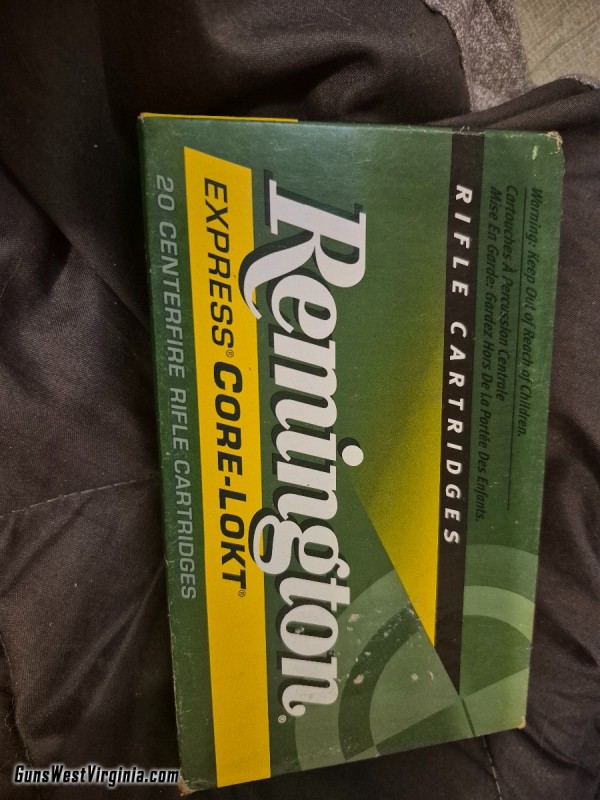 Warning: Keep Out of Reach of Children.
Cartouches À Percussion Centrale
Mise En Garde: Gardez Hors De La Portée Des Enfants.
RIFLE CARTRIDGES
Remington®
EXPRESS® CORE-LOKT®
20 CENTERFIRE RIFLE CARTRIDGES
GunsWestVirginia.com